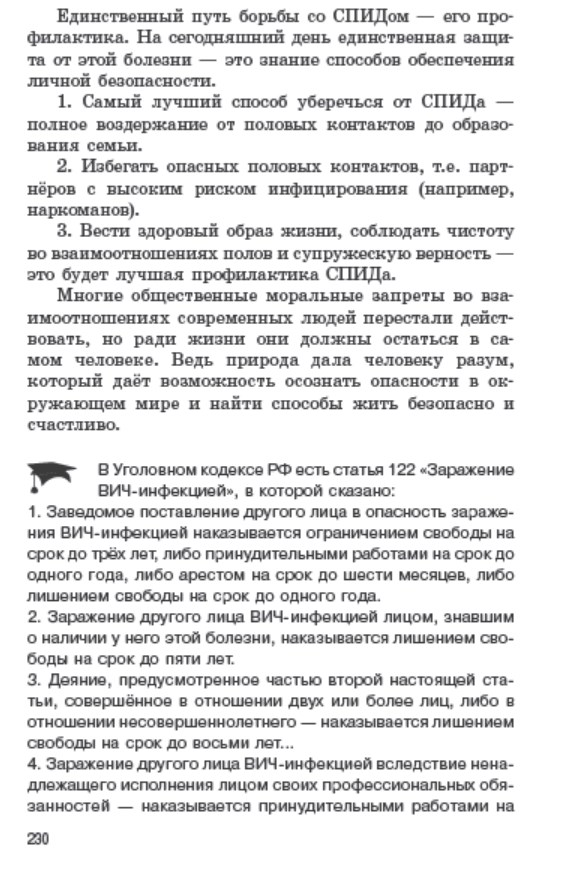 Единственный путь борьбы со СПИДом — его про-
филактика. На сегодняшний день единственная защи-
та от этой болезни — это знание способов обеспечения
личной безопасности.
1. Самый лучший способ уберечься от СПИДа —
полное воздержание от половых контактов до образо-
вания семьи.
2. Избегать опасных половых контактов, т.е. парт-
нёров с высоким риском инфицирования (например,
наркоманов).
3. Вести здоровый образ жизни, соблюдать чистоту
во взаимоотношениях полов и супружескую верность —
это будет лучшая профилактика СПИДа.
Многие общественные моральные запреты во вза-
имоотношениях современных людей перестали дейст-
вовать, но ради жизни они должны остаться в са-
мом человеке. Ведь природа дала человеку разум,
который даёт возможность осознать опасности в ок-
ружающем мире и найти способы жить безопасно и
счастливо.
В Уголовном кодексе РФ есть статья 122 «Заражение
ВИЧ-инфекцией», в которой сказано:
1. Заведомое поставление другого лица в опасность зараже-
ния ВИЧ-инфекцией наказывается ограничением свободы на
срок до трёх лет, либо принудительными работами на срок до
одного года, либо арестом на срок до шести месяцев, либо
лишением свободы на срок до одного года.
2. Заражение другого лица ВИЧ-инфекцией лицом, знавшим
о наличии у него этой болезни, наказывается лишением сво-
боды на срок до пяти лет.
3. Деяние, предусмотренное частью второй настоящей ста-
тьи, совершённое в отношении двух или более лиц, либо в
отношении несовершеннолетнего — наказывается лишением
свободы на срок до восьми лет...
4. Заражение другого лица ВИЧ-инфекцией вследствие нена-
длежащего исполнения лицом своих профессиональных обя-
занностей — наказывается принудительными работами на
230